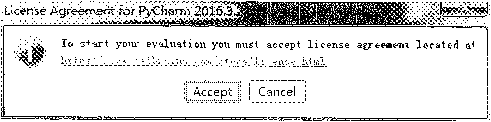 License Agreement for PyCharm 2016.3
To start your evaluation you must accept license agreement located at
Accept Cancel